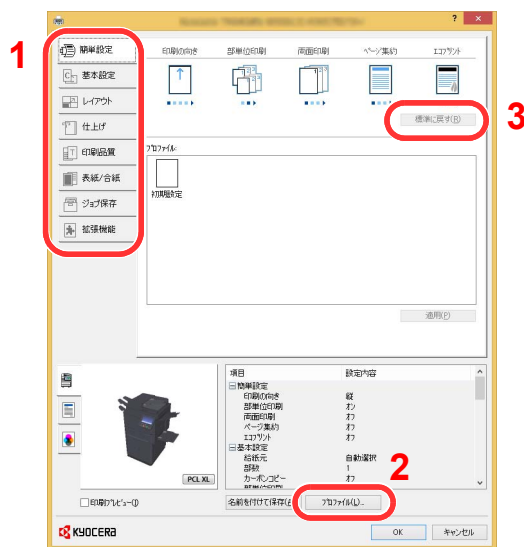 ?
1
簡単設定
基本設定
レイアウト
仕上げ
印刷品質
表紙/合紙
ジョブ保存
拡張機能
印刷の向き 部単位印刷 両面印刷 ページ集約 エコプリント
標準に戻す(R)
3
プロファイル:
初期設定
適用(P)
項目 設定内容
簡単設定
印刷の向き 縦
部単位印刷 オン
両面印刷 オフ
ページ集約 オフ
エコプリント オフ
基本設定
給紙元 自動選択
部数 1
カーボンコピー オフ
2
PCL XL
印刷プレビュー(I)
名前を付けて保存(
プロファイル(L)...
KYOCERA
OK キャンセル